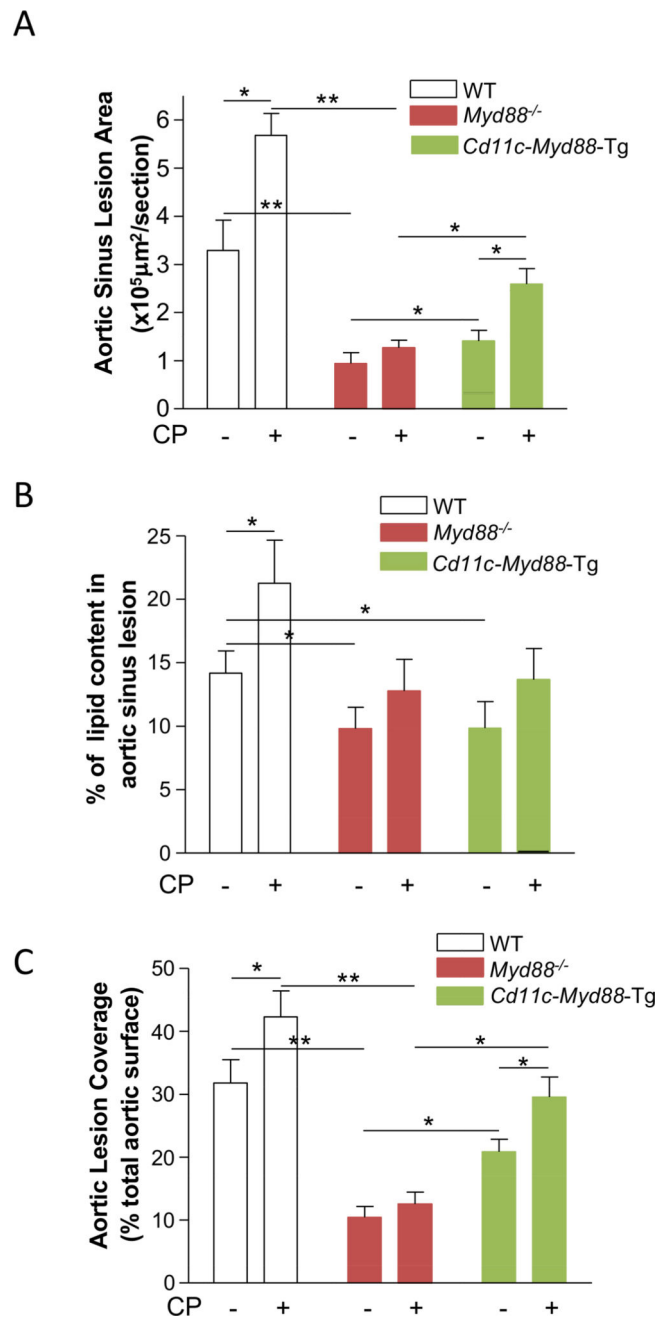 A
WT
Myd88-/-
Cd11c-Myd88-Tg
Aortic Sinus Lesion Area
(x10⁵μm²/section)
6
5
4
3
2
1
0
* ** ** * * *
CP - + - + - +
B
WT
Myd88-/-
Cd11c-Myd88-Tg
% of lipid content in
aortic sinus lesion
25
20
15
10
5
0
* * *
CP - + - + - +
C
WT
Myd88-/-
Cd11c-Myd88-Tg
Aortic Lesion Coverage
(% total aortic surface)
50
40
30
20
10
0
* ** ** * * *
CP - + - + - +